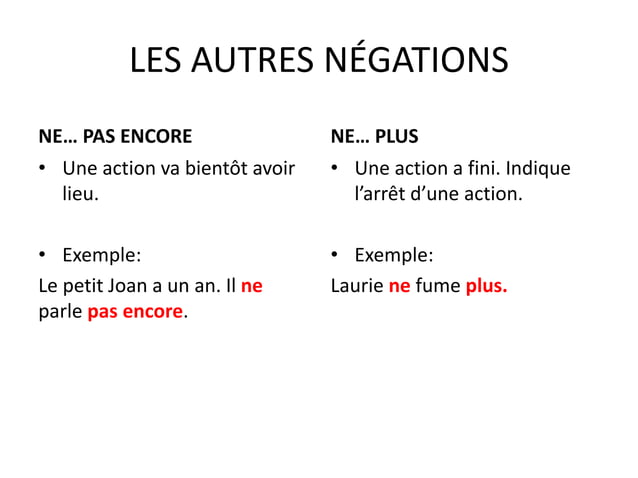 LES AUTRES NÉGATIONS
NE… PAS ENCORE
• Une action va bientôt avoir
lieu.
• Exemple:
Le petit Joan a un an. Il ne
parle pas encore.
NE… PLUS
• Une action a fini. Indique
l’arrêt d’une action.
• Exemple:
Laurie ne fume plus.